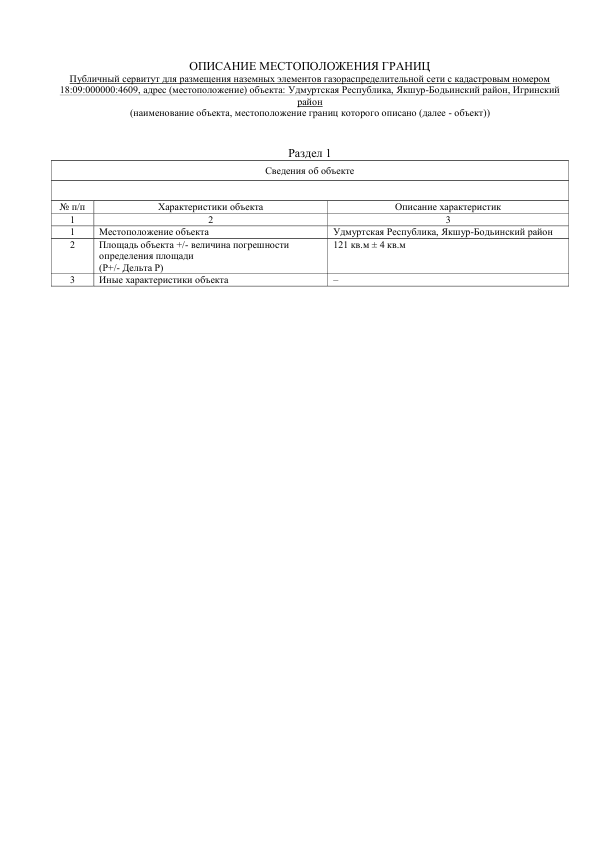 ОПИСАНИЕ МЕСТОПОЛОЖЕНИЯ ГРАНИЦ
Публичный сервитут для размещения наземных элементов газораспределительной сети с кадастровым номером
18:09:000000:4609, адрес (местоположение) объекта: Удмуртская Республика, Якшур-Бодьинский район, Игринский
район
(наименование объекта, местоположение границ которого описано (далее - объект))
Раздел 1
Сведения об объекте
№ п/п Характеристики объекта Описание характеристик
1 2 3
1 Местоположение объекта Удмуртская Республика, Якшур-Бодьинский район
2 Площадь объекта +/- величина погрешности 121 кв.м ± 4 кв.м
определения площади
(P+/- Дельта P)
3 Иные характеристики объекта –